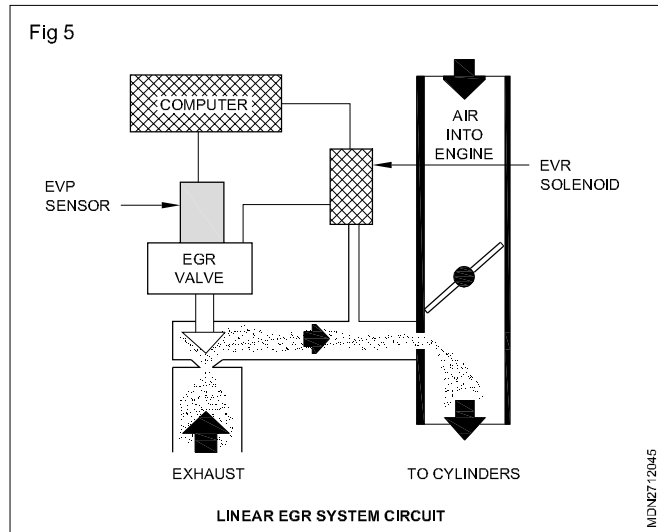 Fig 5
COMPUTER
AIR
INTO
ENGINE
EVR
SOLENOID
EVP
SENSOR
EGR
VALVE
EXHAUST
TO CYLINDERS
LINEAR EGR SYSTEM CIRCUIT
MDN2712045